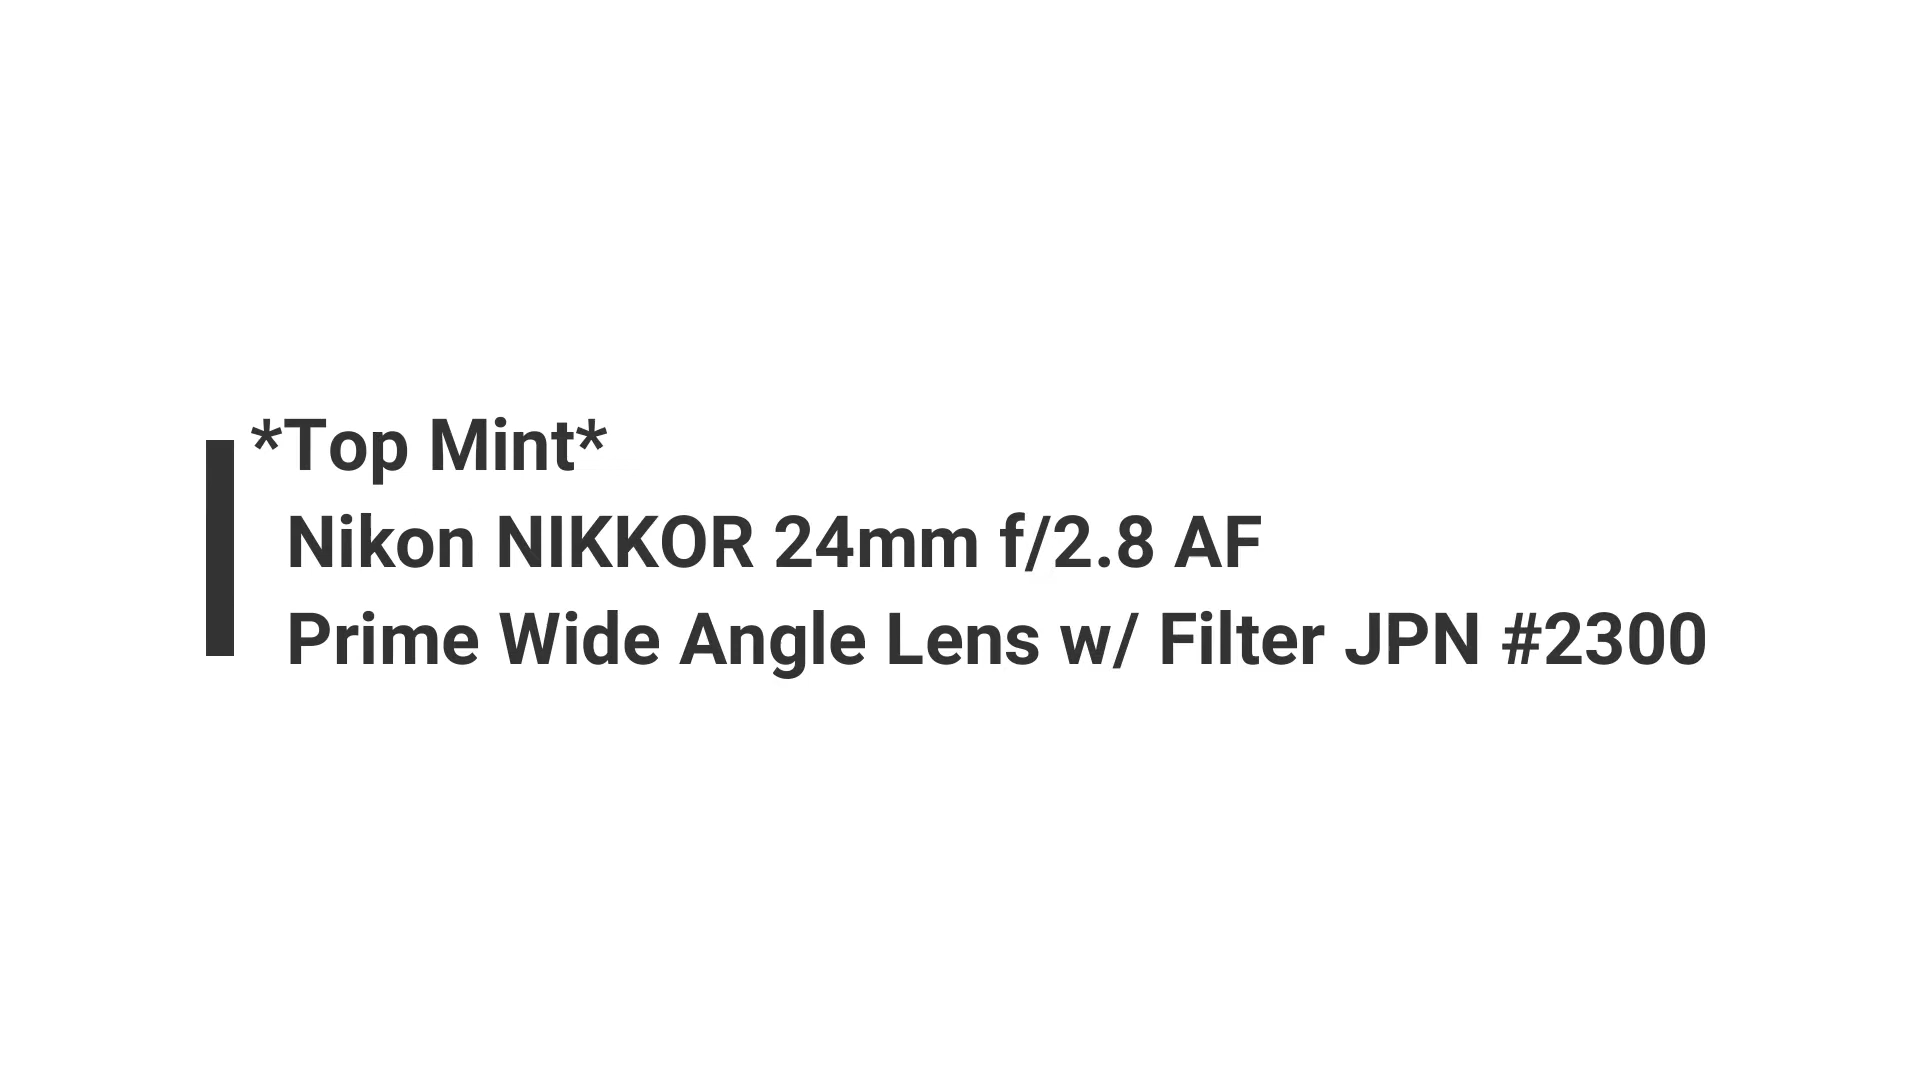 *Top Mint*
Nikon NIKKOR 24mm f/2.8 AF
Prime Wide Angle Lens w/ Filter JPN #2300